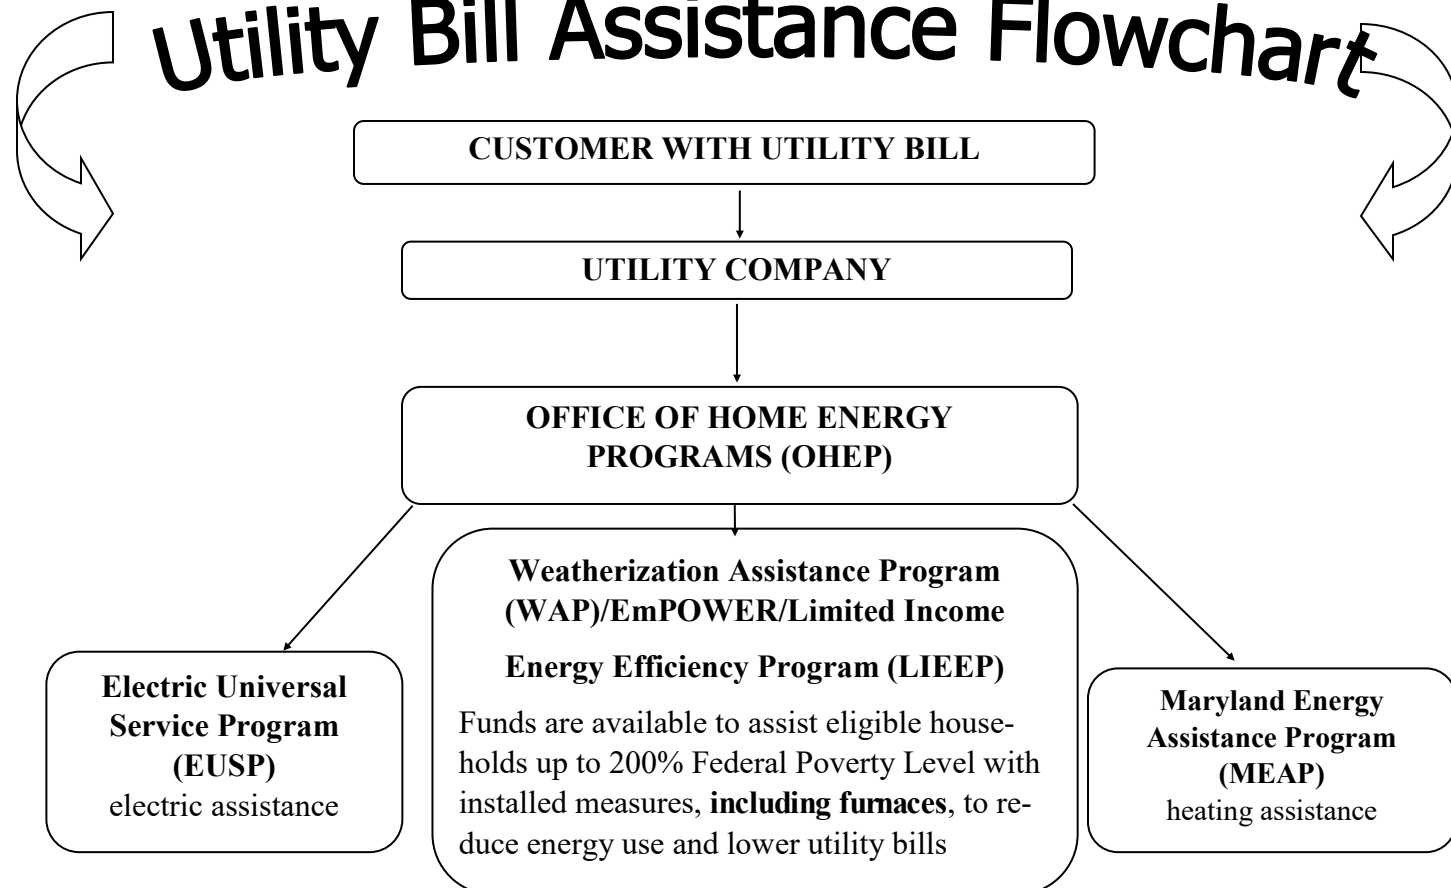 Utility Bill Assistance Flowchart
CUSTOMER WITH UTILITY BILL
UTILITY COMPANY
OFFICE OF HOME ENERGY
PROGRAMS (OHEP)
Electric Universal
Service Program
(EUSP)
electric assistance
Weatherization Assistance Program
(WAP)/EmPOWER/Limited Income
Energy Efficiency Program (LIEEP)
Funds are available to assist eligible house-
holds up to 200% Federal Poverty Level with
installed measures, including furnaces, to re-
duce energy use and lower utility bills
Maryland Energy
Assistance Program
(MEAP)
heating assistance